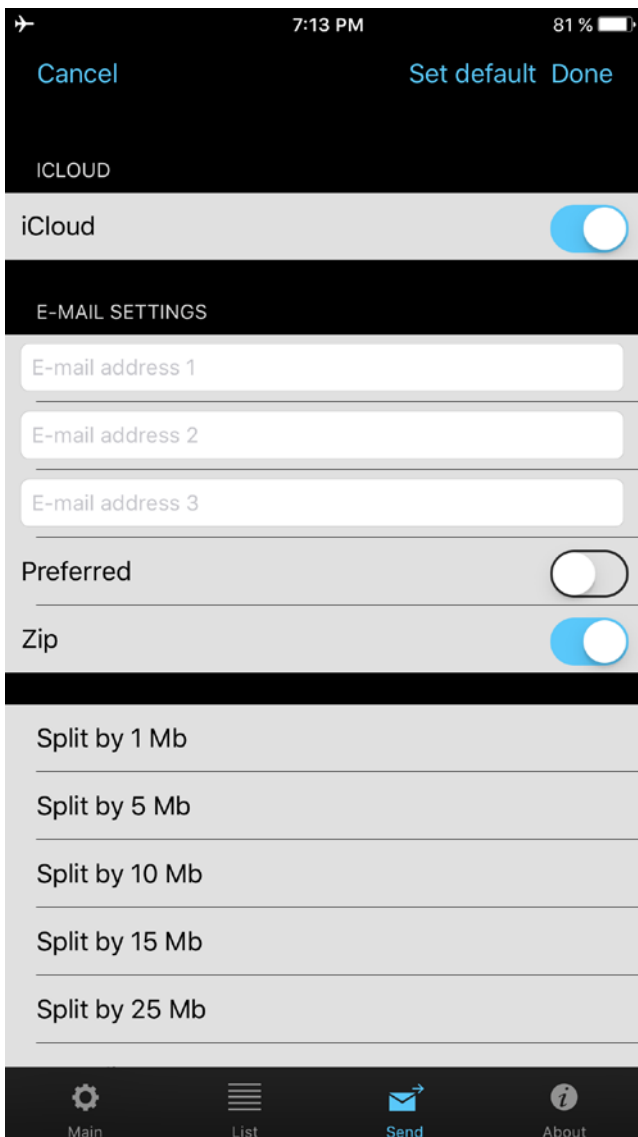 7:13 PM 81 %
Cancel Set default Done
ICLOUD
iCloud
E-MAIL SETTINGS
E-mail address 1
E-mail address 2
E-mail address 3
Preferred
Zip
Split by 1 Mb
Split by 5 Mb
Split by 10 Mb
Split by 15 Mb
Split by 25 Mb
Main List Send About